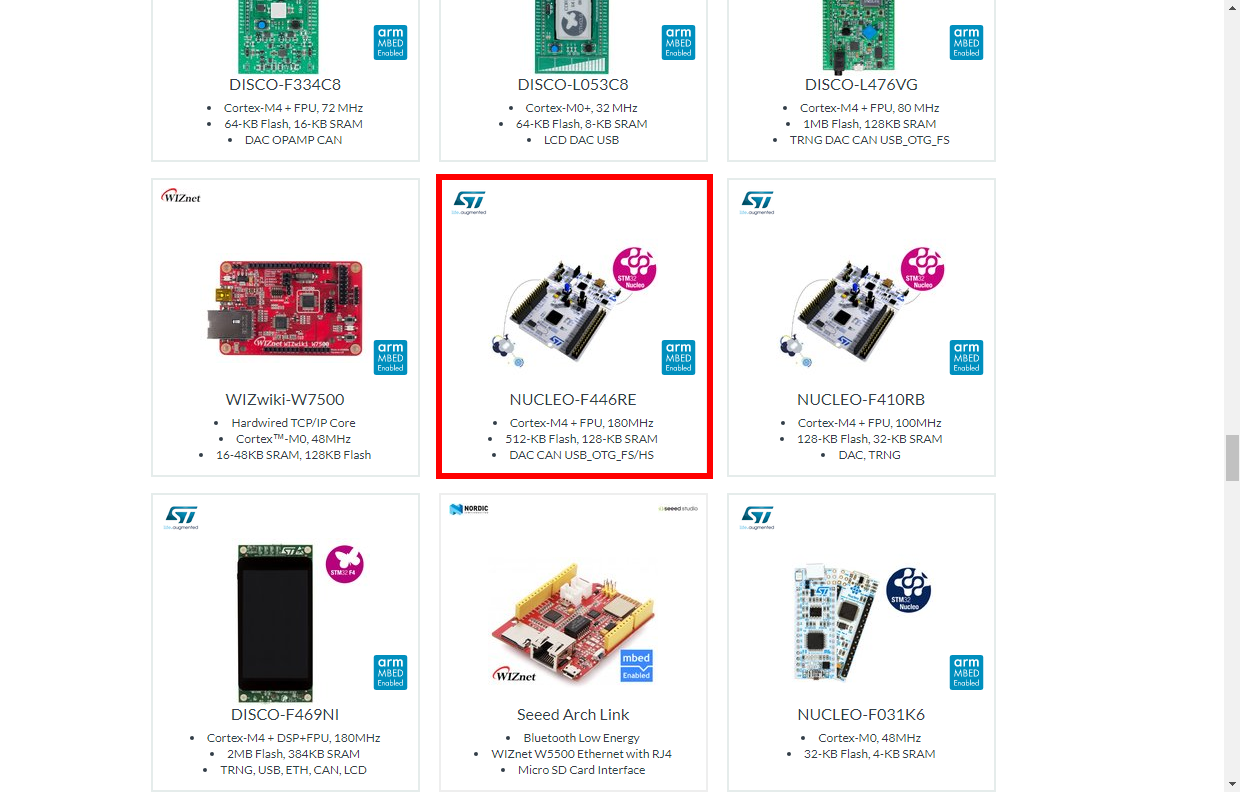 arm
MBED
Enabled
arm
MBED
Enabled
arm
MBED
Enabled
DISCO-F334C8
Cortex-M4 + FPU, 72 MHz
64-KB Flash, 16-KB SRAM
DAC OPAMP CAN
DISCO-L053C8
Cortex-M0+, 32 MHz
64-KB Flash, 8-KB SRAM
LCD DAC USB
DISCO-L476VG
Cortex-M4 + FPU, 80 MHz
1MB Flash, 128KB SRAM
TRNG DAC CAN USB_OTG_FS
WIZnet
WIZnet WIZwiki W7500
arm
MBED
Enabled
WIZwiki-W7500
Hardwired TCP/IP Core
Cortex™-M0, 48MHz
16-48KB SRAM, 128KB Flash
ST
life.augmented
STM32
Nucleo
arm
MBED
Enabled
NUCLEO-F446RE
Cortex-M4 + FPU, 180MHz
512-KB Flash, 128-KB SRAM
DAC CAN USB_OTG_FS/HS
ST
life.augmented
STM32
Nucleo
arm
MBED
Enabled
NUCLEO-F410RB
Cortex-M4 + FPU, 100MHz
128-KB Flash, 32-KB SRAM
DAC, TRNG
ST
life.augmented
STM32 F4
arm
MBED
Enabled
DISCO-F469NI
Cortex-M4 + DSP+FPU, 180MHz
2MB Flash, 384KB SRAM
TRNG, USB, ETH, CAN, LCD
NORDIC
seeed studio
WIZnet
mbed
Enabled
Seeed Arch Link
Bluetooth Low Energy
WIZnet W5500 Ethernet with RJ4
Micro SD Card Interface
ST
life.augmented
STM32
Nucleo
arm
MBED
Enabled
NUCLEO-F031K6
Cortex-M0, 48MHz
32-KB Flash, 4-KB SRAM